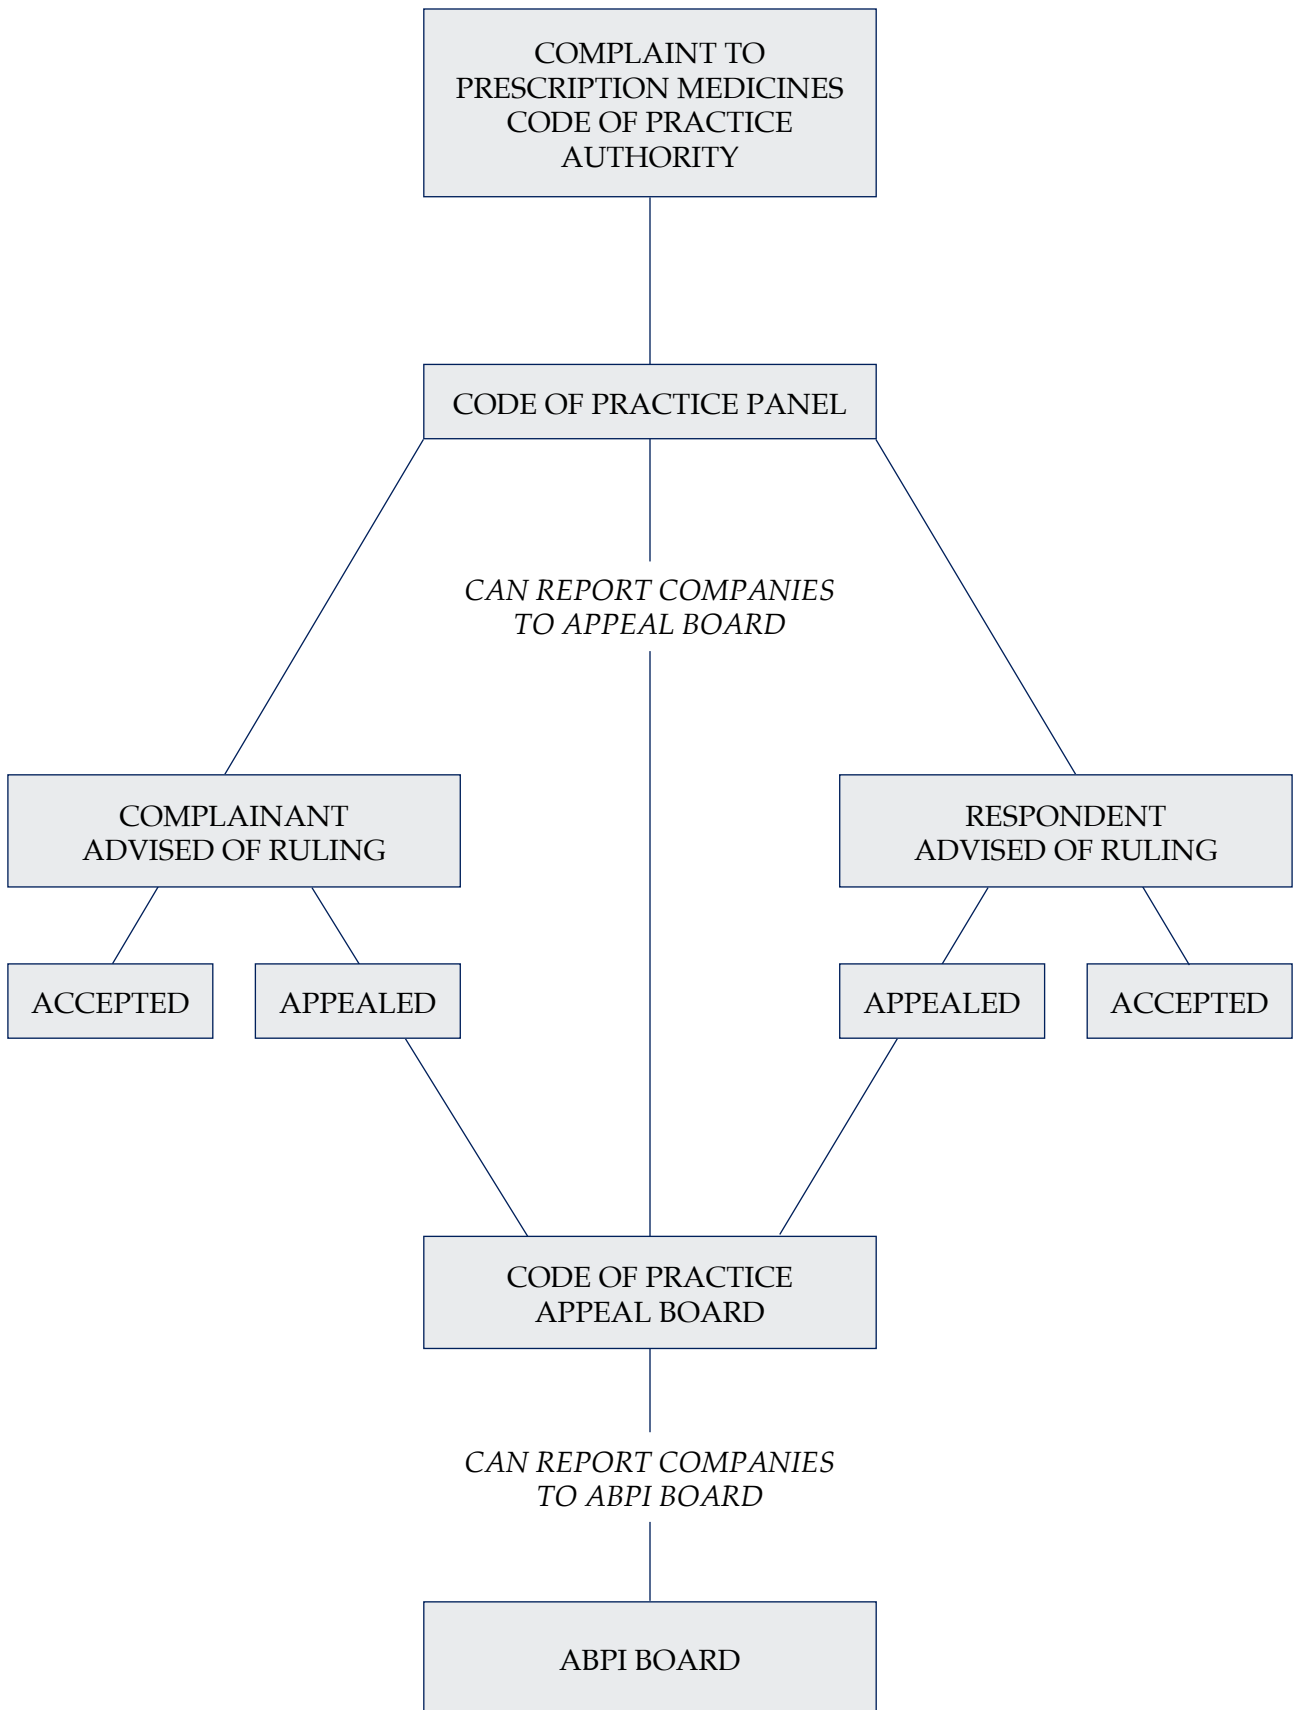 COMPLAINT TO
PRESCRIPTION MEDICINES
CODE OF PRACTICE
AUTHORITY
CODE OF PRACTICE PANEL
CAN REPORT COMPANIES
TO APPEAL BOARD
COMPLAINANT
ADVISED OF RULING
RESPONDENT
ADVISED OF RULING
ACCEPTED
APPEALED
APPEALED
ACCEPTED
CODE OF PRACTICE
APPEAL BOARD
CAN REPORT COMPANIES
TO ABPI BOARD
ABPI BOARD